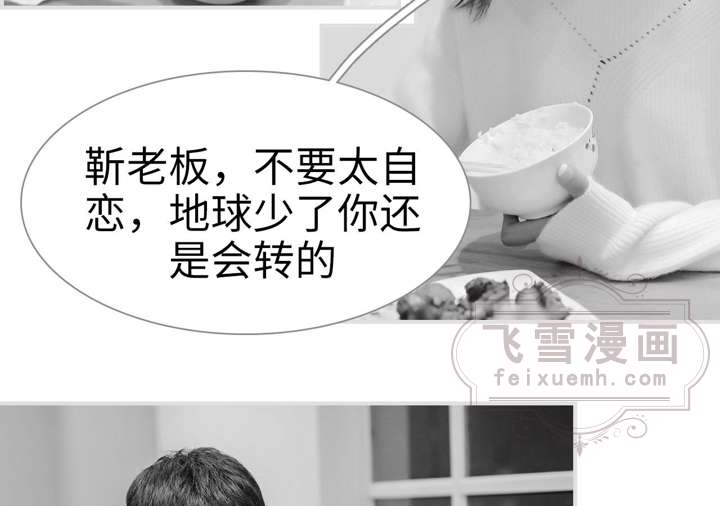 靳老板，不要太自
恋，地球少了你还
是会转的
飞雪漫画
feixuemh.com